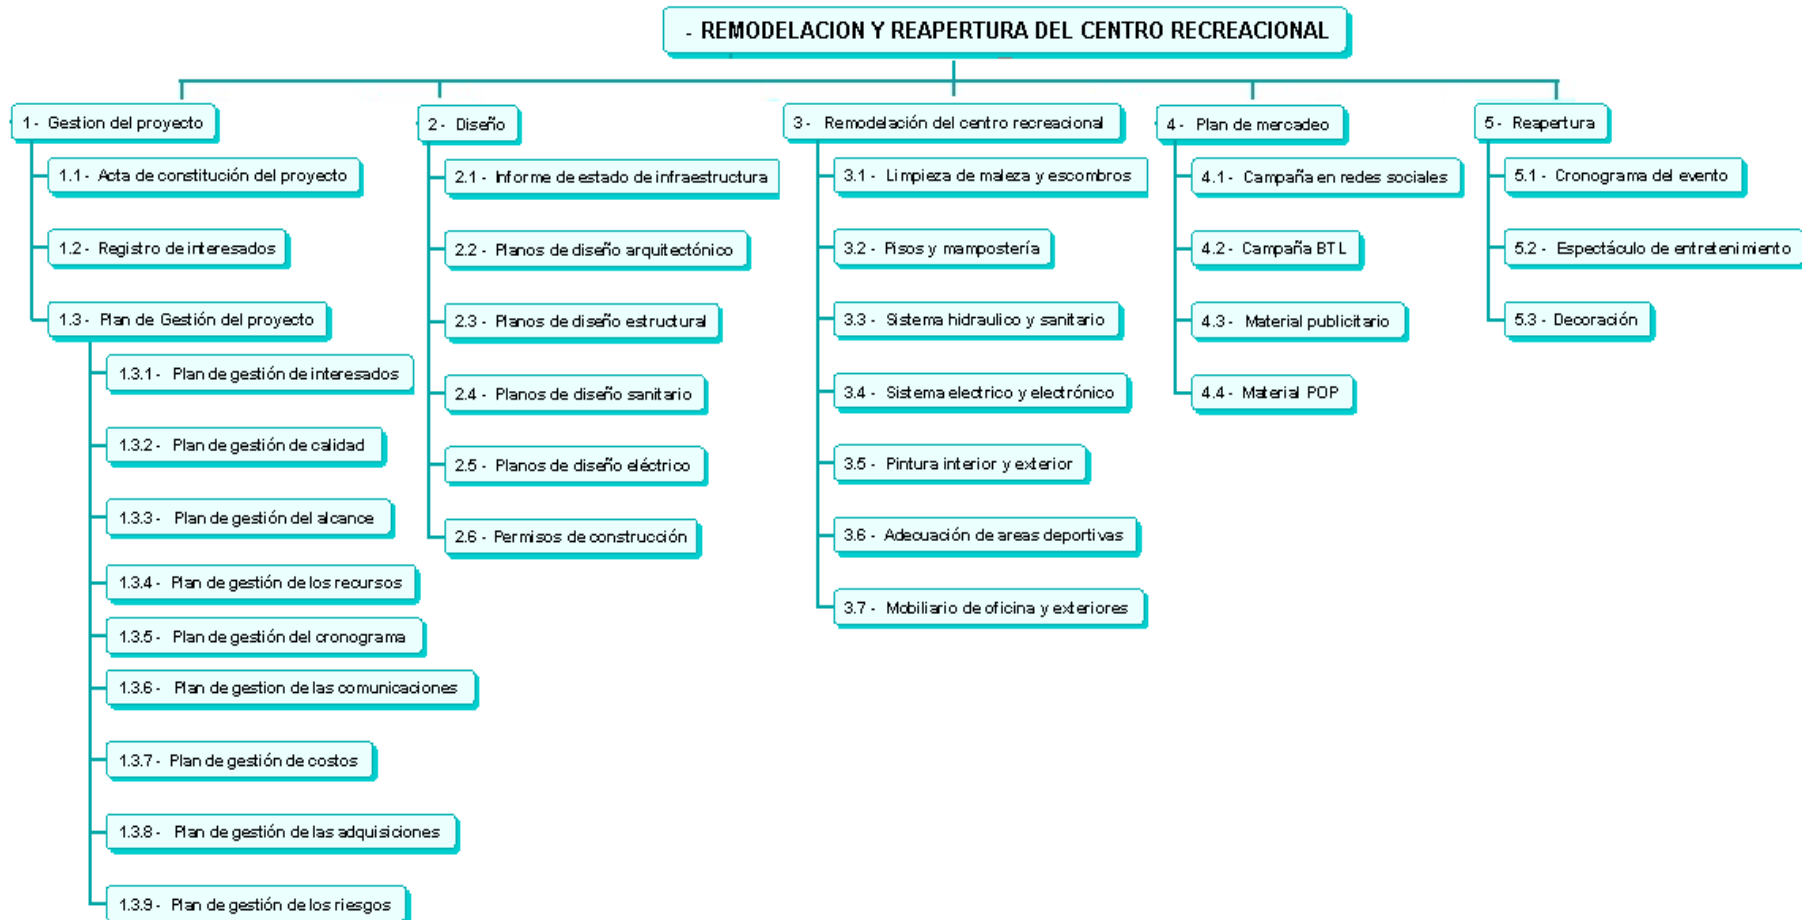 - REMODELACION Y REAPERTURA DEL CENTRO RECREACIONAL
1 - Gestion del proyecto
1.1 - Acta de constitución del proyecto
1.2 - Registro de interesados
1.3 - Plan de Gestión del proyecto
1.3.1 - Plan de gestión de interesados
1.3.2 - Plan de gestión de calidad
1.3.3 - Plan de gestión del alcance
1.3.4 - Plan de gestión de los recursos
1.3.5 - Plan de gestión del cronograma
1.3.6 - Plan de gestion de las comunicaciones
1.3.7 - Plan de gestión de costos
1.3.8 - Plan de gestión de las adquisiciones
1.3.9 - Plan de gestión de los riesgos
2 - Diseño
2.1 - Informe de estado de infraestructura
2.2 - Planos de diseño arquitectónico
2.3 - Planos de diseño estructural
2.4 - Planos de diseño sanitario
2.5 - Planos de diseño eléctrico
2.6 - Permisos de construcción
3 - Remodelación del centro recreacional
3.1 - Limpieza de maleza y escombros
3.2 - Pisos y mampostería
3.3 - Sistema hidraulico y sanitario
3.4 - Sistema electrico y electrónico
3.5 - Pintura interior y exterior
3.6 - Adecuación de areas deportivas
3.7 - Mobiliario de oficina y exteriores
4 - Plan de mercadeo
4.1 - Campaña en redes sociales
4.2 - Campaña BTL
4.3 - Material publicitario
4.4 - Material POP
5 - Reapertura
5.1 - Cronograma del evento
5.2 - Espectáculo de entretenimiento
5.3 - Decoración